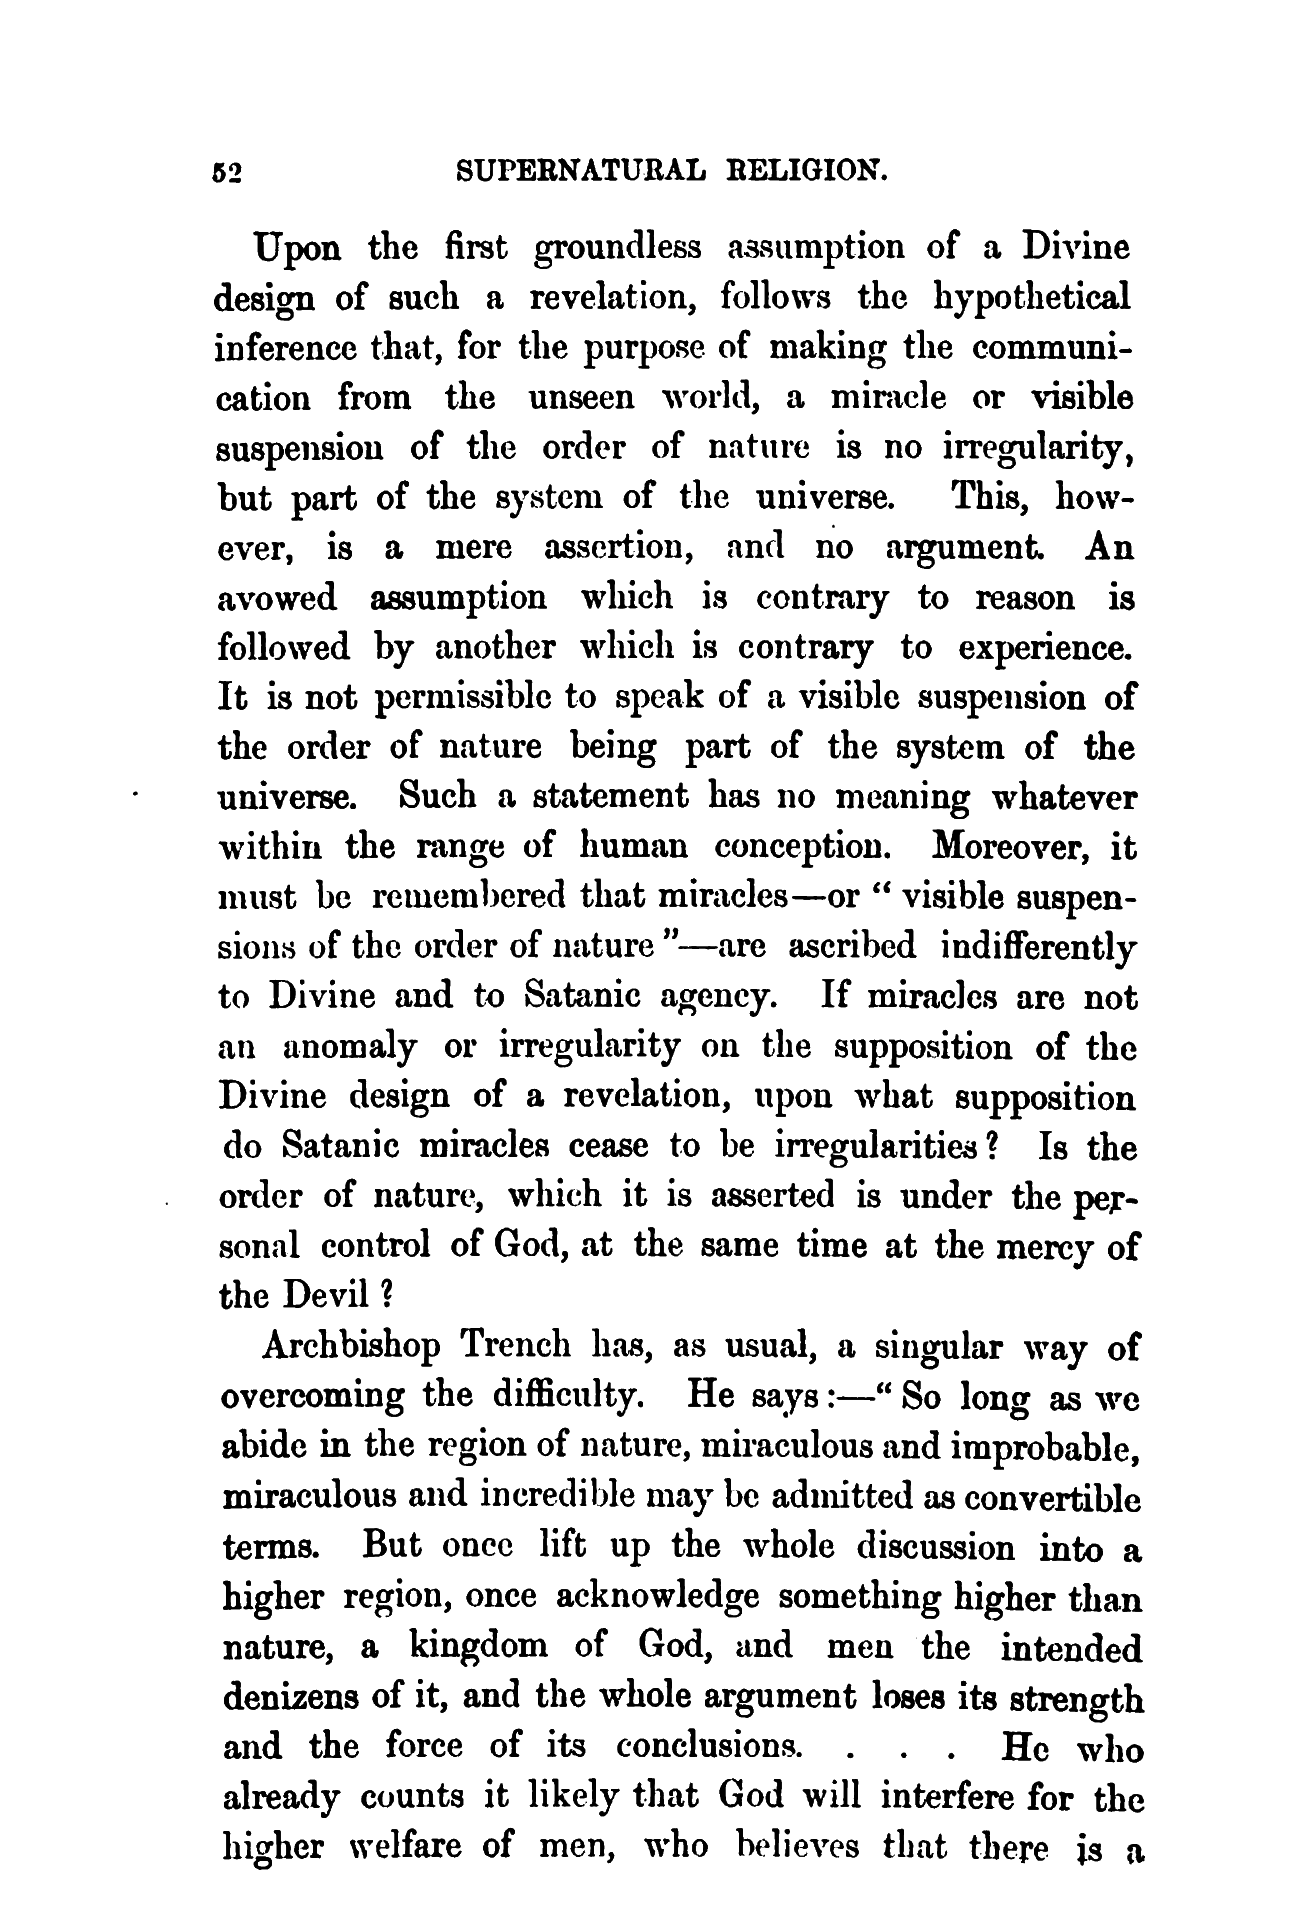 52 SUPERNATURAL RELIGION.
Upon the first groundless assumption of a Divine
design of such a revelation, follows the hypothetical
inference that, for the purpose of making the communi-
cation from the unseen world, a miracle or visible
suspension of the order of nature is no irregularity,
but part of the system of the universe. This, how-
ever, is a mere assertion, and no argument. An
avowed assumption which is contrary to reason is
followed by another which is contrary to experience.
It is not permissible to speak of a visible suspension of
the order of nature being part of the system of the
universe. Such a statement has no meaning whatever
within the range of human conception. Moreover, it
must be remembered that miracles—or “ visible suspen-
sions of the order of nature ”—are ascribed indifferently
to Divine and to Satanic agency. If miracles are not
an anomaly or irregularity on the supposition of the
Divine design of a revelation, upon what supposition
do Satanic miracles cease to be irregularities ? Is the
order of nature, which it is asserted is under the per-
sonal control of God, at the same time at the mercy of
the Devil ?
Archbishop Trench has, as usual, a singular way of
overcoming the difficulty. He says :—“ So long as we
abide in the region of nature, miraculous and improbable,
miraculous and incredible may be admitted as convertible
terms. But once lift up the whole discussion into a
higher region, once acknowledge something higher than
nature, a kingdom of God, and men the intended
denizens of it, and the whole argument loses its strength
and the force of its conclusions. . . . He who
already counts it likely that God will interfere for the
higher welfare of men, who believes that there is a